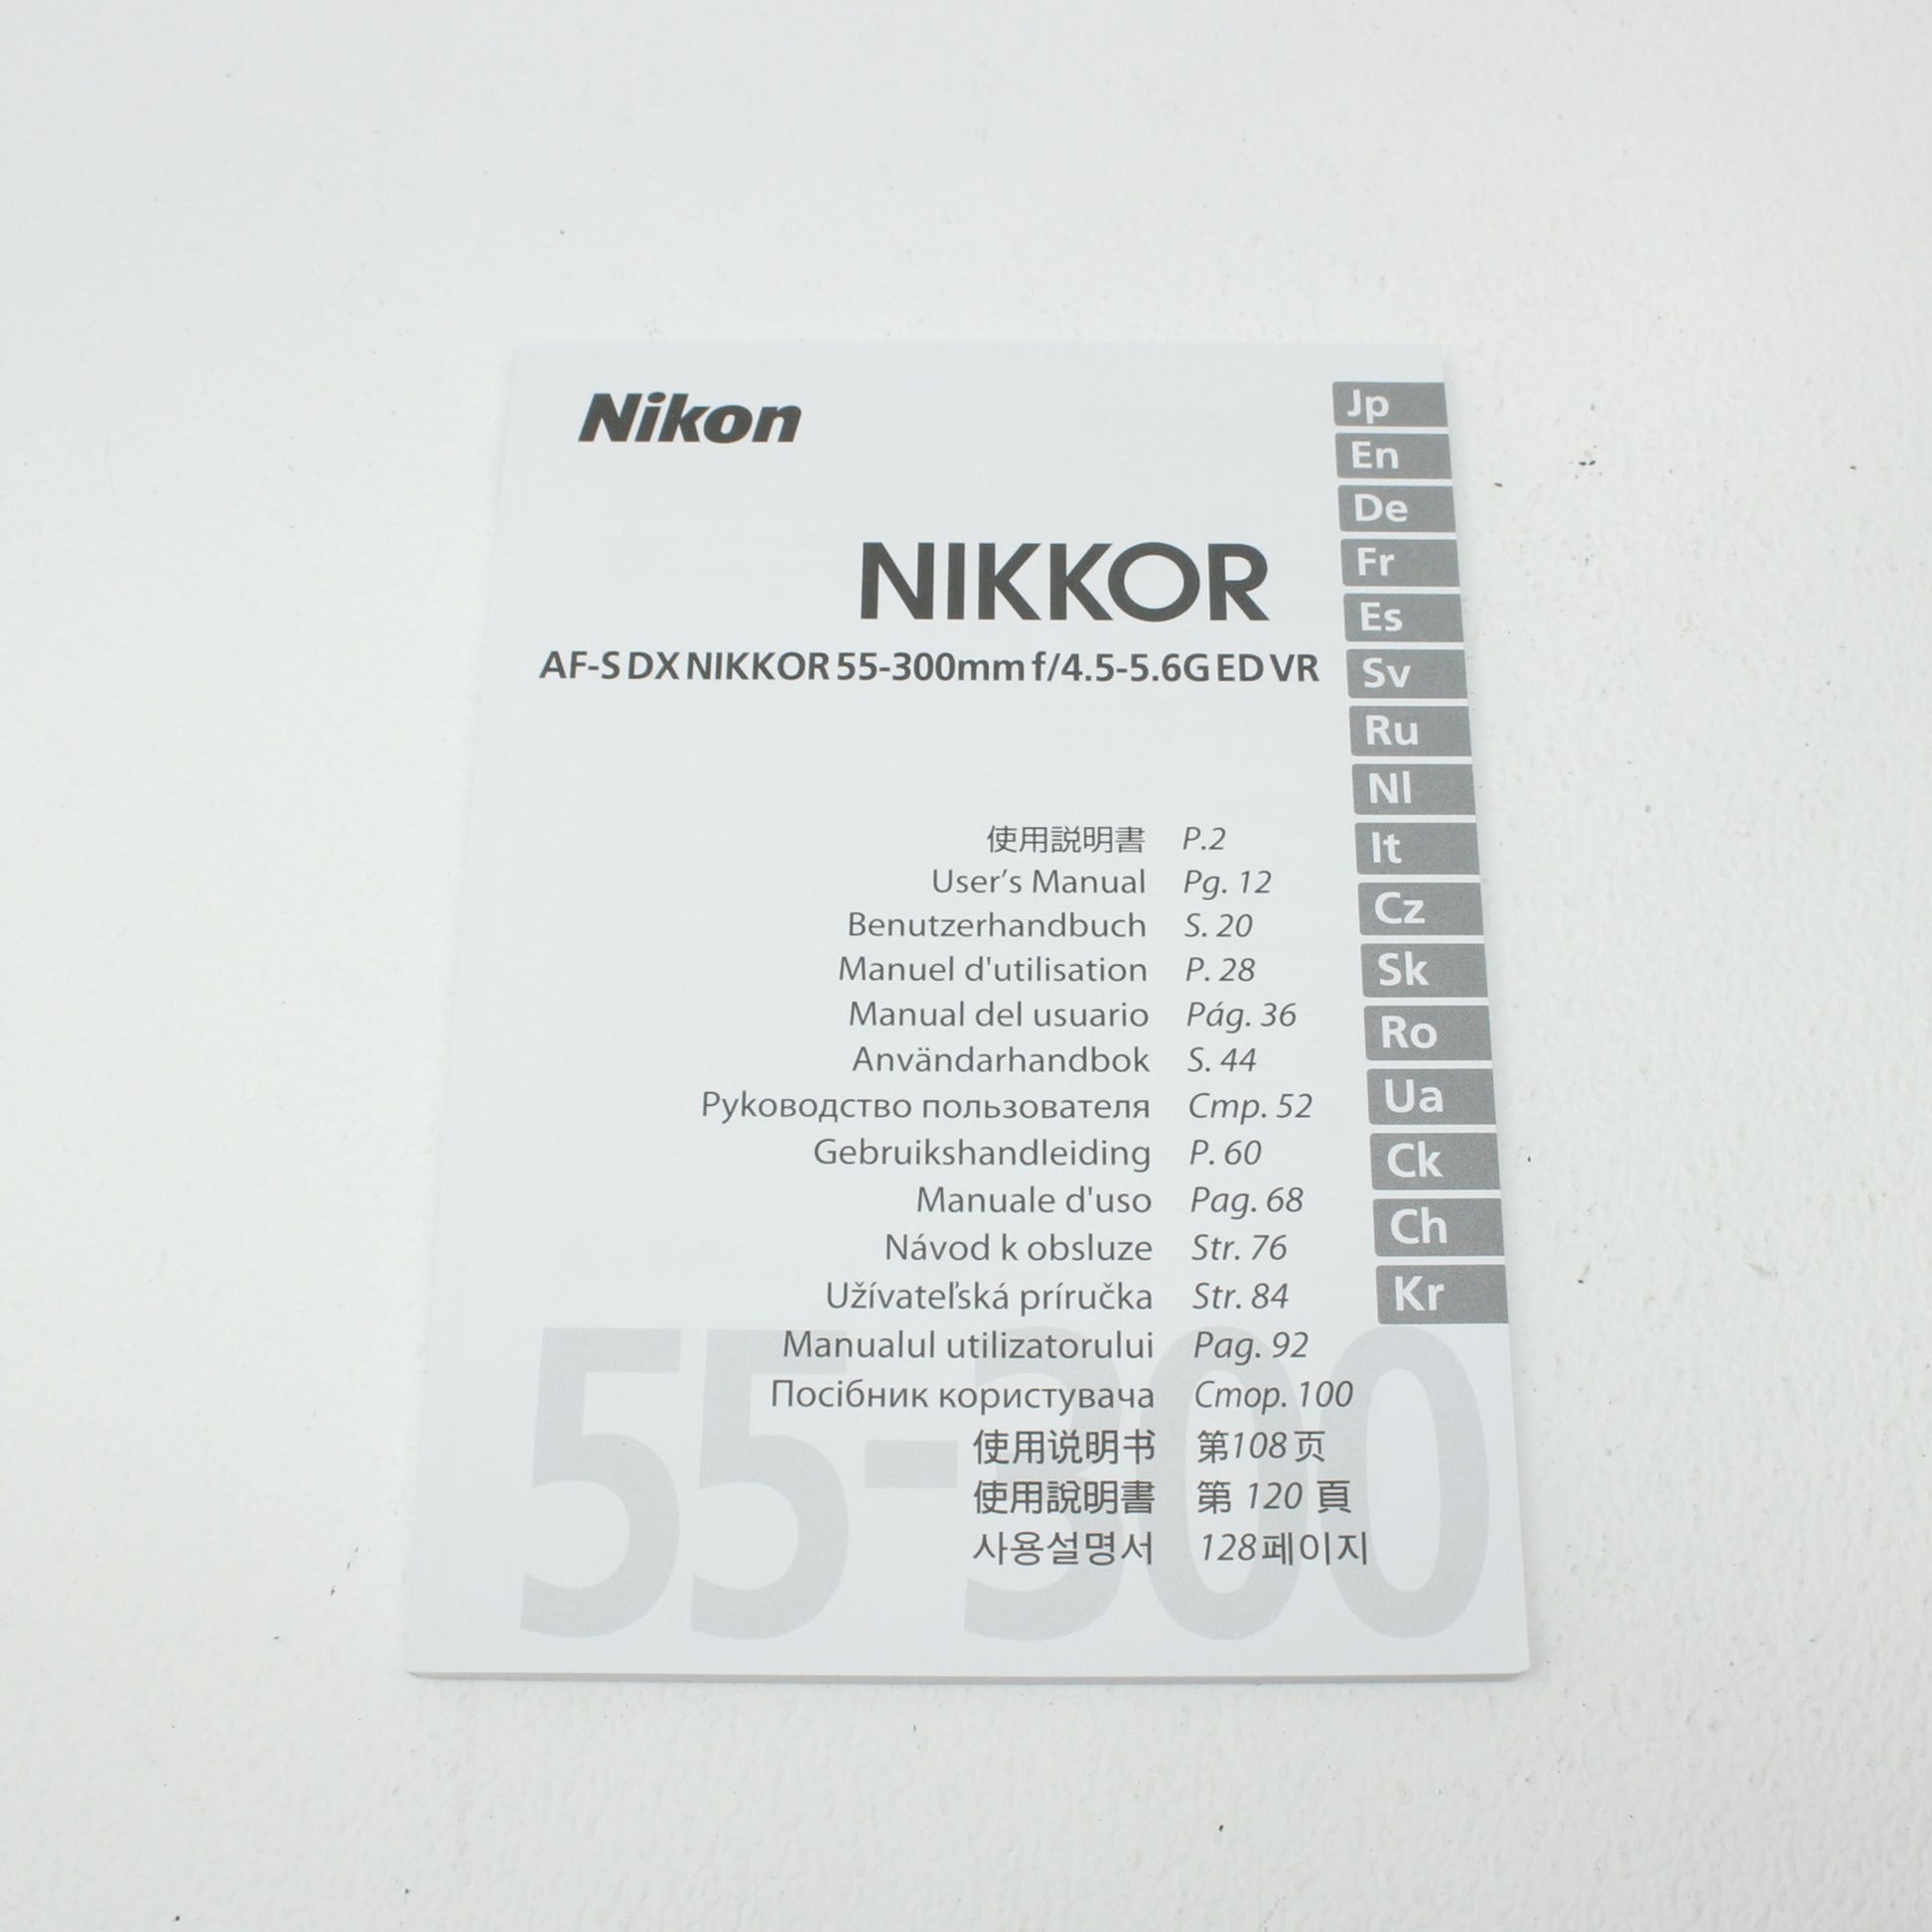 Nikon
NIKKOR
AF-S DX NIKKOR 55-300mm f/4.5-5.6G ED VR
Jp
En
De
Fr
Es
Sv
Ru
Nl
It
Cz
Sk
Ro
Ua
Ck
Ch
Kr
使用説明書 P.2
User's Manual Pg. 12
Benutzerhandbuch S. 20
Manuel d'utilisation P. 28
Manual del usuario Pág. 36
Användarhandbok S. 44
Руководство пользователя Стр. 52
Gebruikshandleiding P. 60
Manuale d'uso Pag. 68
Návod k obsluze Str. 76
Užívateľská príručka Str. 84
Manualul utilizatorului Pag. 92
Посібник користувача Стор. 100
使用说明书 第108页
使用說明書 第 120 頁
사용설명서 128페이지
55-300